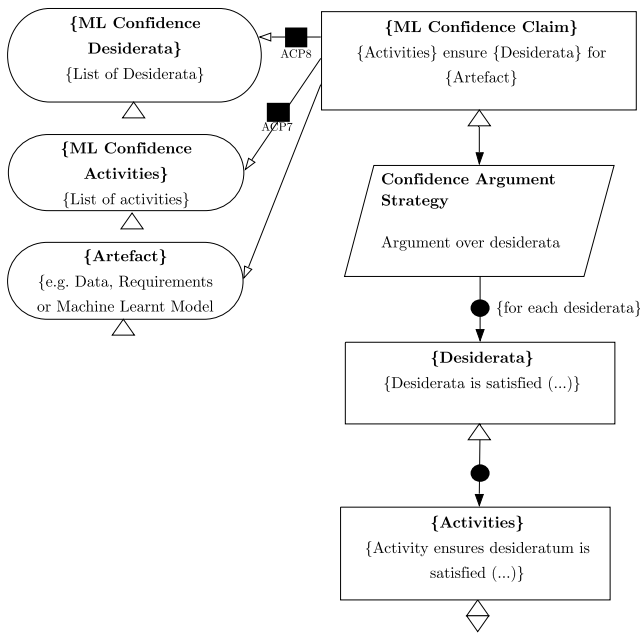 {ML Confidence
Desiderata}
{List of Desiderata}
ACP8
{ML Confidence Claim}
{Activities} ensure {Desiderata} for
{Artefact}
ACP7
{ML Confidence
Activities}
{List of activities}
{Artefact}
{e.g. Data, Requirements
or Machine Learnt Model
Confidence Argument
Strategy
Argument over desiderata
{for each desiderata}
{Desiderata}
{Desiderata is satisfied (...)}
{Activities}
{Activity ensures desideratum is
satisfied (...)}